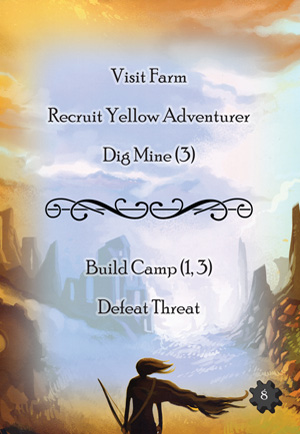 Visit Farm
Recruit Yellow Adventurer
Dig Mine (3)
Build Camp (1, 3)
Defeat Threat
8